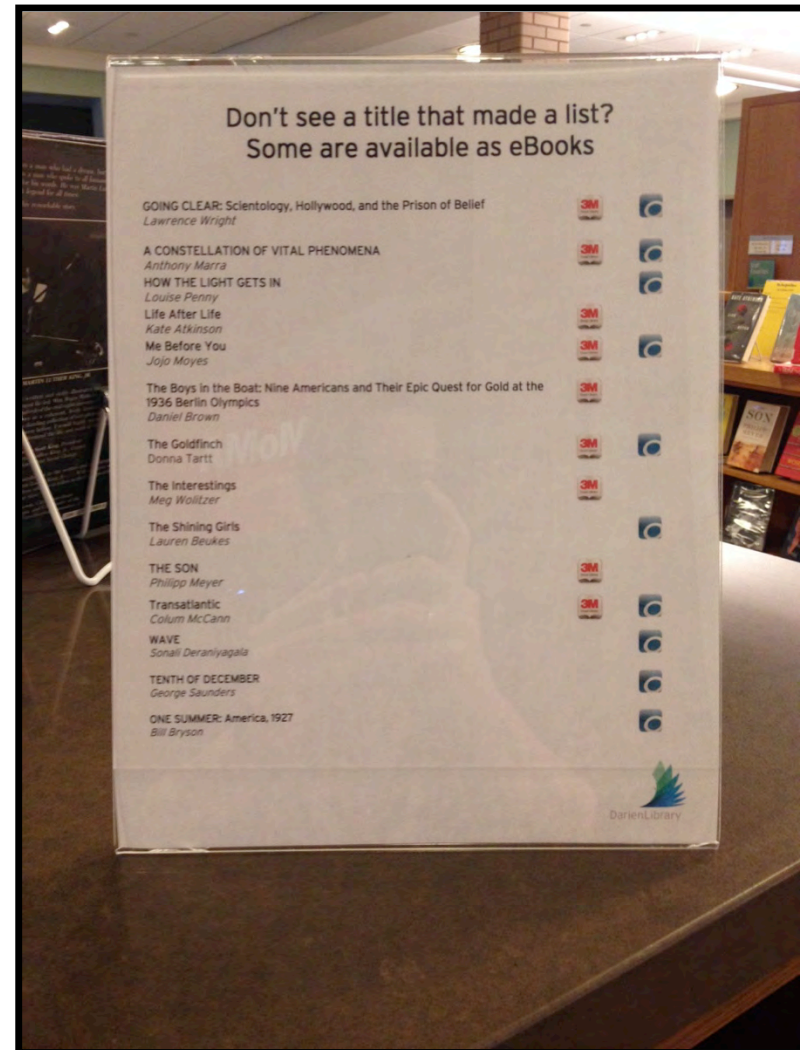 Don't see a title that made a list?
Some are available as eBooks
GOING CLEAR: Scientology, Hollywood, and the Prison of Belief
Lawrence Wright
3M
A CONSTELLATION OF VITAL PHENOMENA
Anthony Marra
3M
HOW THE LIGHT GETS IN
Louise Penny
Life After Life
Kate Atkinson
3M
Me Before You
Jojo Moyes
3M
The Boys in the Boat: Nine Americans and Their Epic Quest for Gold at the
1936 Berlin Olympics
Daniel Brown
3M
The Goldfinch
Donna Tartt
3M
The Interestings
Meg Wolitzer
3M
The Shining Girls
Lauren Beukes
THE SON
Philipp Meyer
3M
Transatlantic
Colum McCann
3M
WAVE
Sonali Deraniyagala
TENTH OF DECEMBER
George Saunders
ONE SUMMER: America, 1927
Bill Bryson
DarienLibrary
MARTIN LUTHER KING, JR.
SON